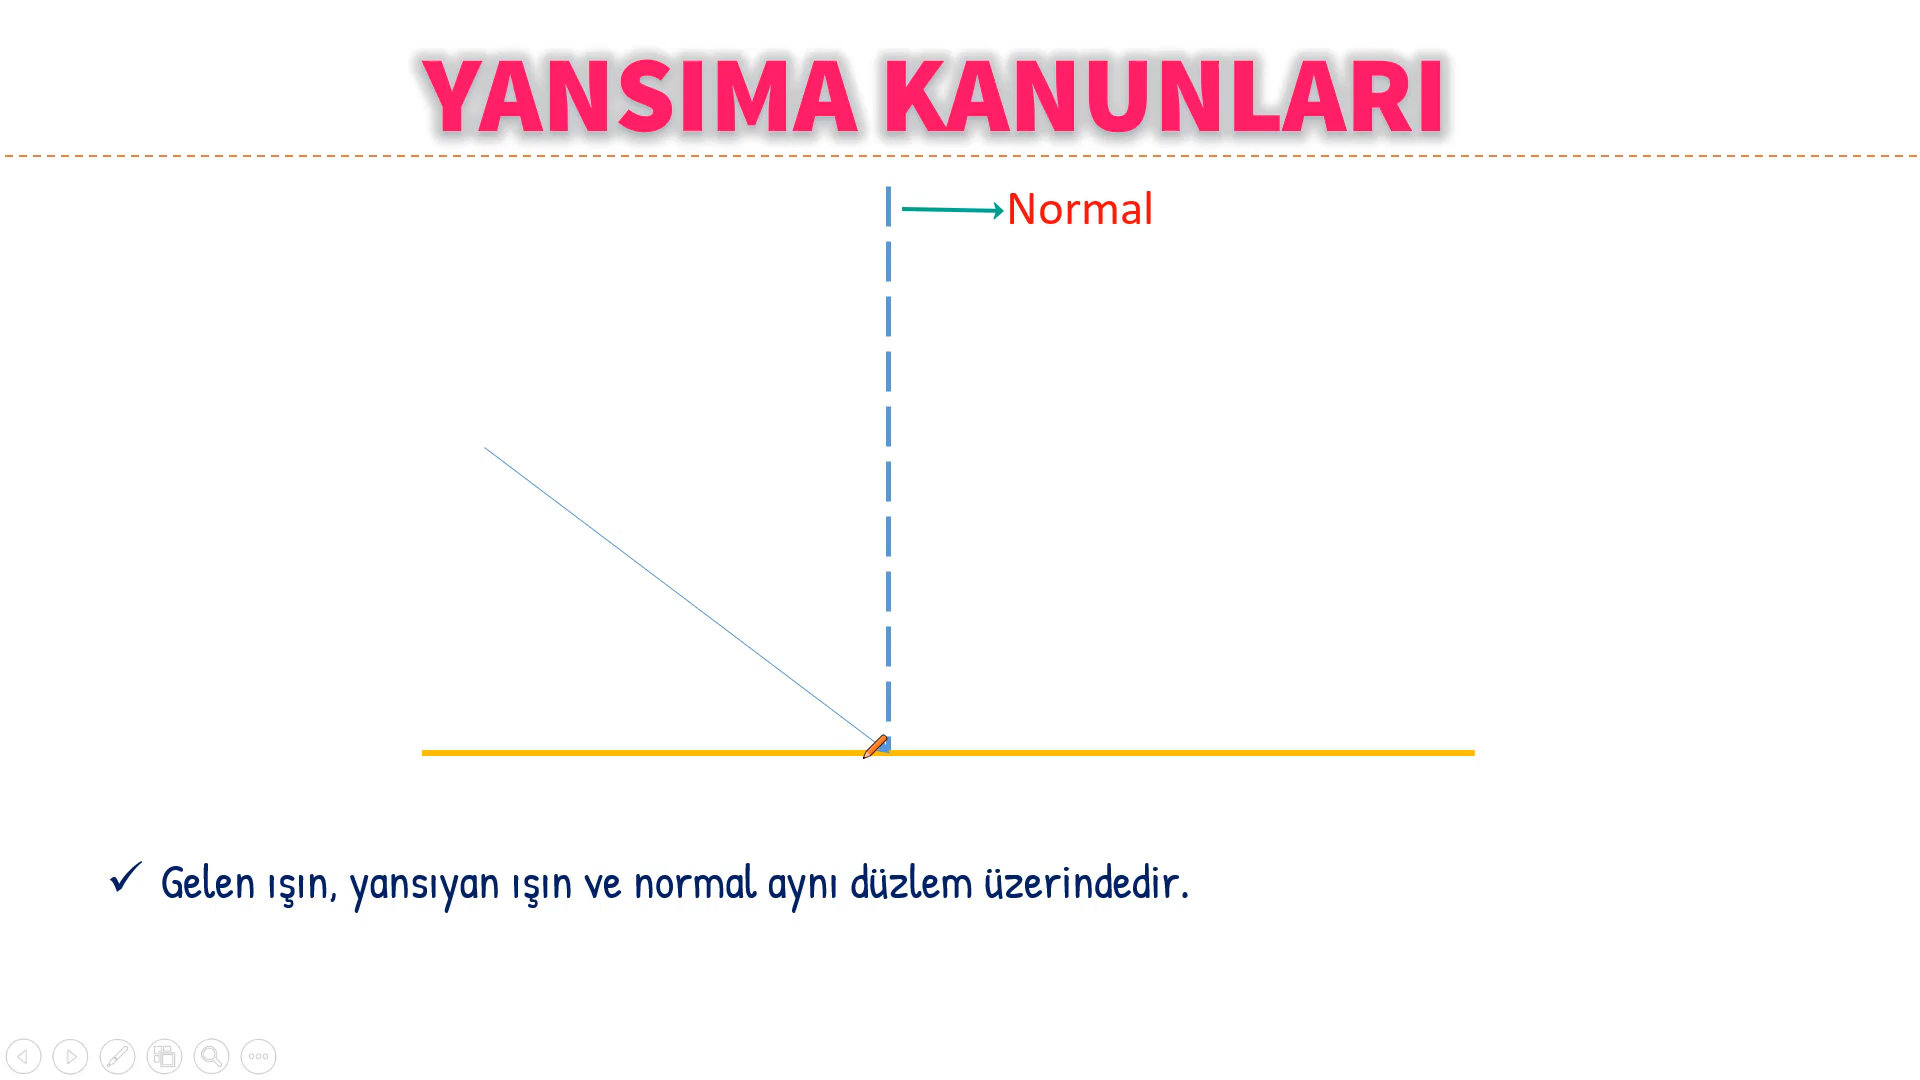 YANSIMA KANUNLARI
Normal
Gelen ışın, yansıyan ışın ve normal aynı düzlem üzerindedir.